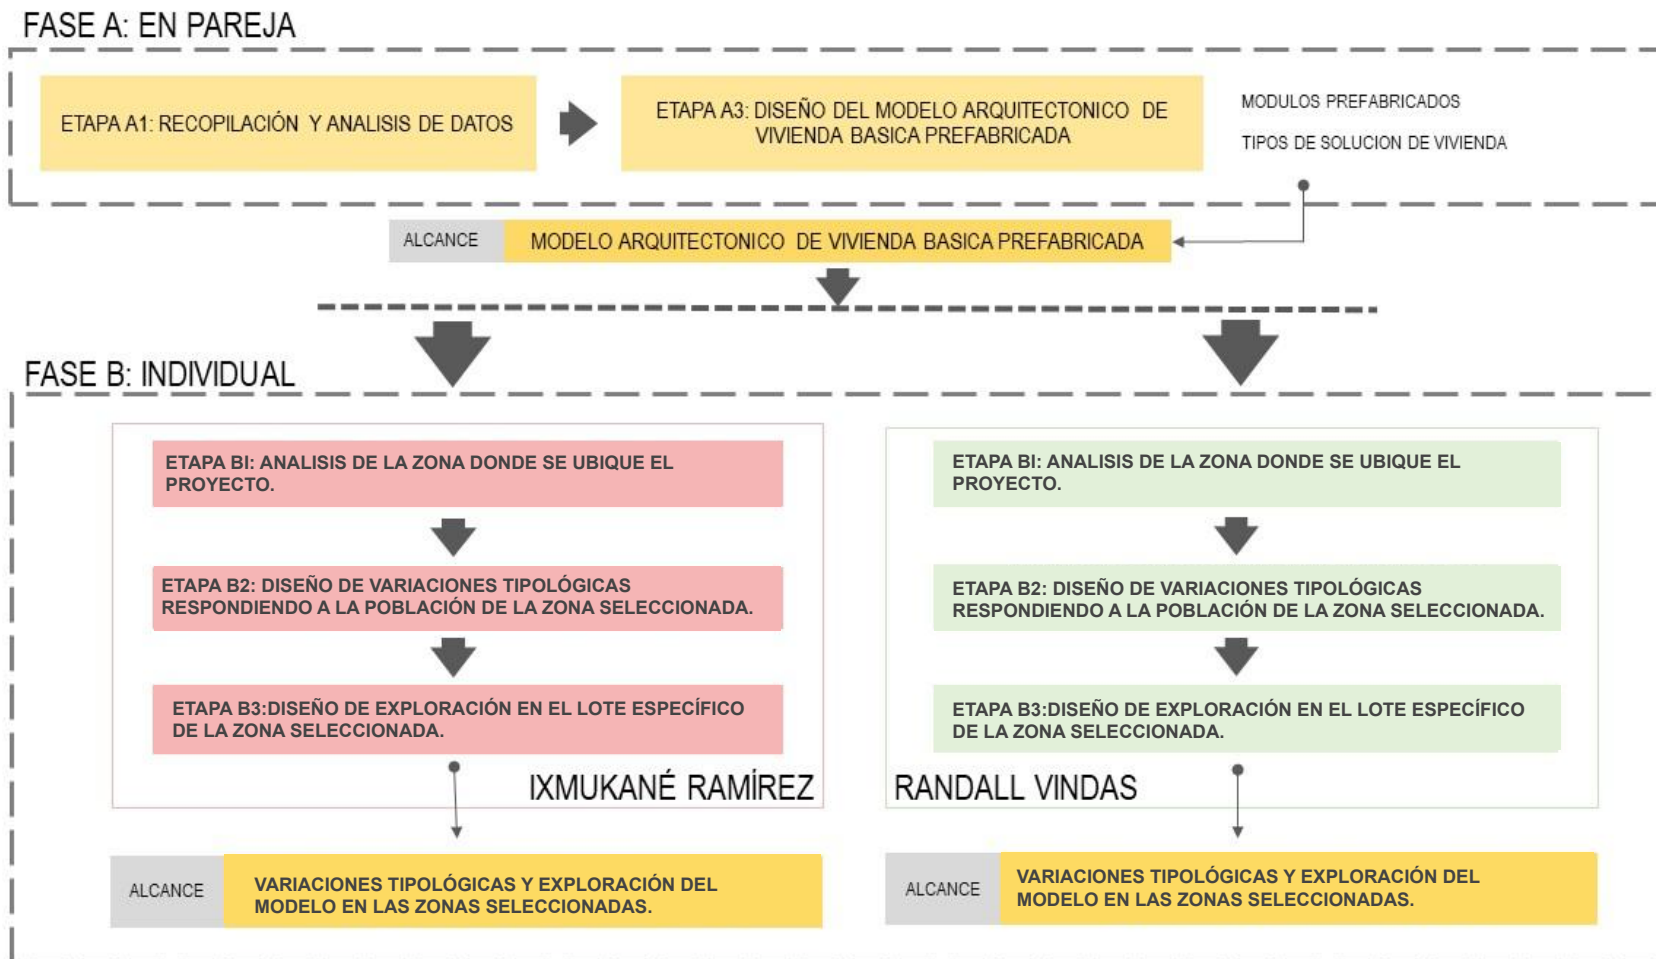 FASE A: EN PAREJA
ETAPA A1: RECOPILACIÓN Y ANALISIS DE DATOS
ETAPA A3: DISEÑO DEL MODELO ARQUITECTONICO DE
VIVIENDA BASICA PREFABRICADA
MODULOS PREFABRICADOS
TIPOS DE SOLUCION DE VIVIENDA
ALCANCE
MODELO ARQUITECTONICO DE VIVIENDA BASICA PREFABRICADA
FASE B: INDIVIDUAL
ETAPA BI: ANALISIS DE LA ZONA DONDE SE UBIQUE EL
PROYECTO.
ETAPA B2: DISEÑO DE VARIACIONES TIPOLÓGICAS
RESPONDIENDO A LA POBLACIÓN DE LA ZONA SELECCIONADA.
ETAPA B3:DISEÑO DE EXPLORACIÓN EN EL LOTE ESPECÍFICO
DE LA ZONA SELECCIONADA.
IXMUKANÉ RAMÍREZ
ALCANCE
VARIACIONES TIPOLÓGICAS Y EXPLORACIÓN DEL
MODELO EN LAS ZONAS SELECCIONADAS.
ETAPA BI: ANALISIS DE LA ZONA DONDE SE UBIQUE EL
PROYECTO.
ETAPA B2: DISEÑO DE VARIACIONES TIPOLÓGICAS
RESPONDIENDO A LA POBLACIÓN DE LA ZONA SELECCIONADA.
ETAPA B3:DISEÑO DE EXPLORACIÓN EN EL LOTE ESPECÍFICO
DE LA ZONA SELECCIONADA.
RANDALL VINDAS
ALCANCE
VARIACIONES TIPOLÓGICAS Y EXPLORACIÓN DEL
MODELO EN LAS ZONAS SELECCIONADAS.